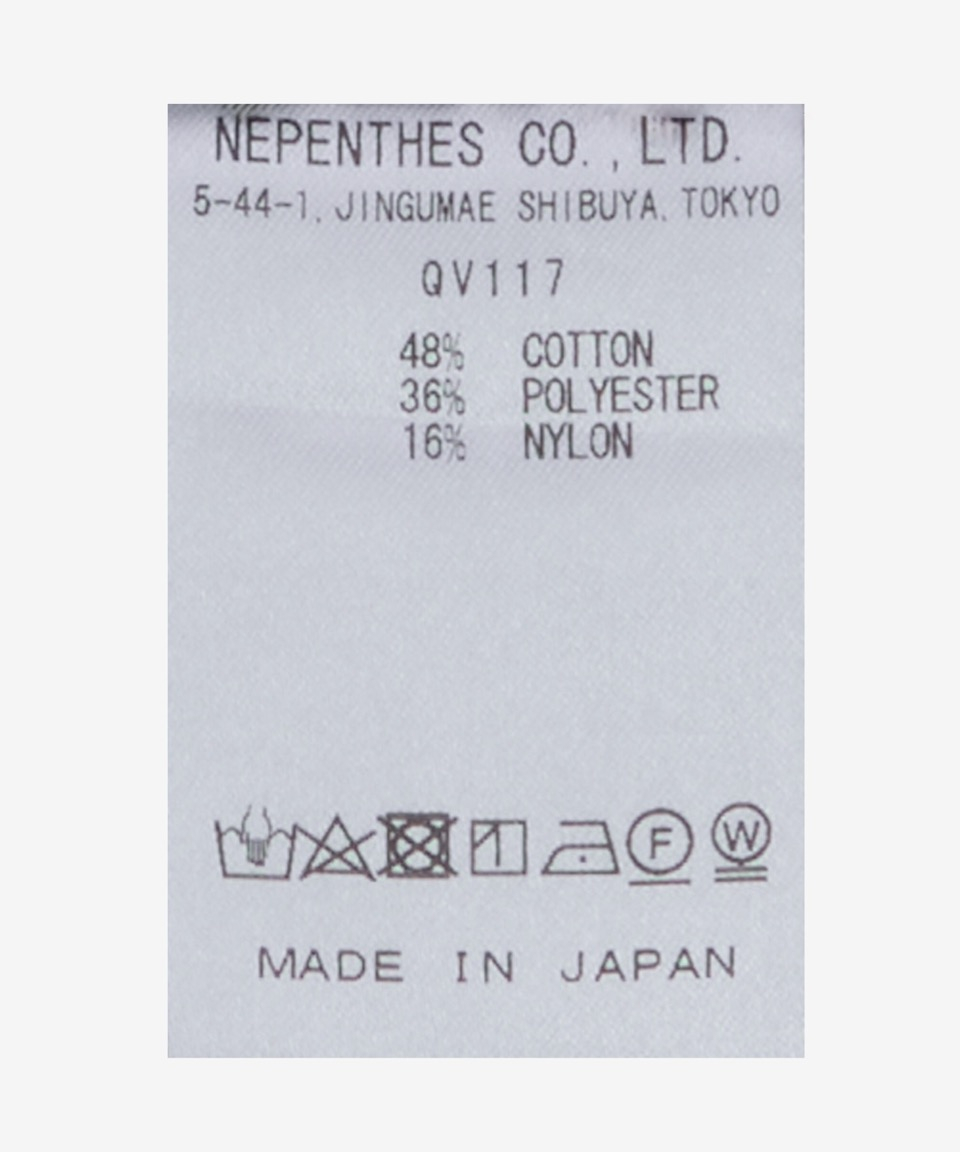 NEPENTHES CO., LTD.
5-44-1, JINGUMAE SHIBUYA, TOKYO
QV117
48% COTTON
36% POLYESTER
16% NYLON
F W
MADE IN JAPAN